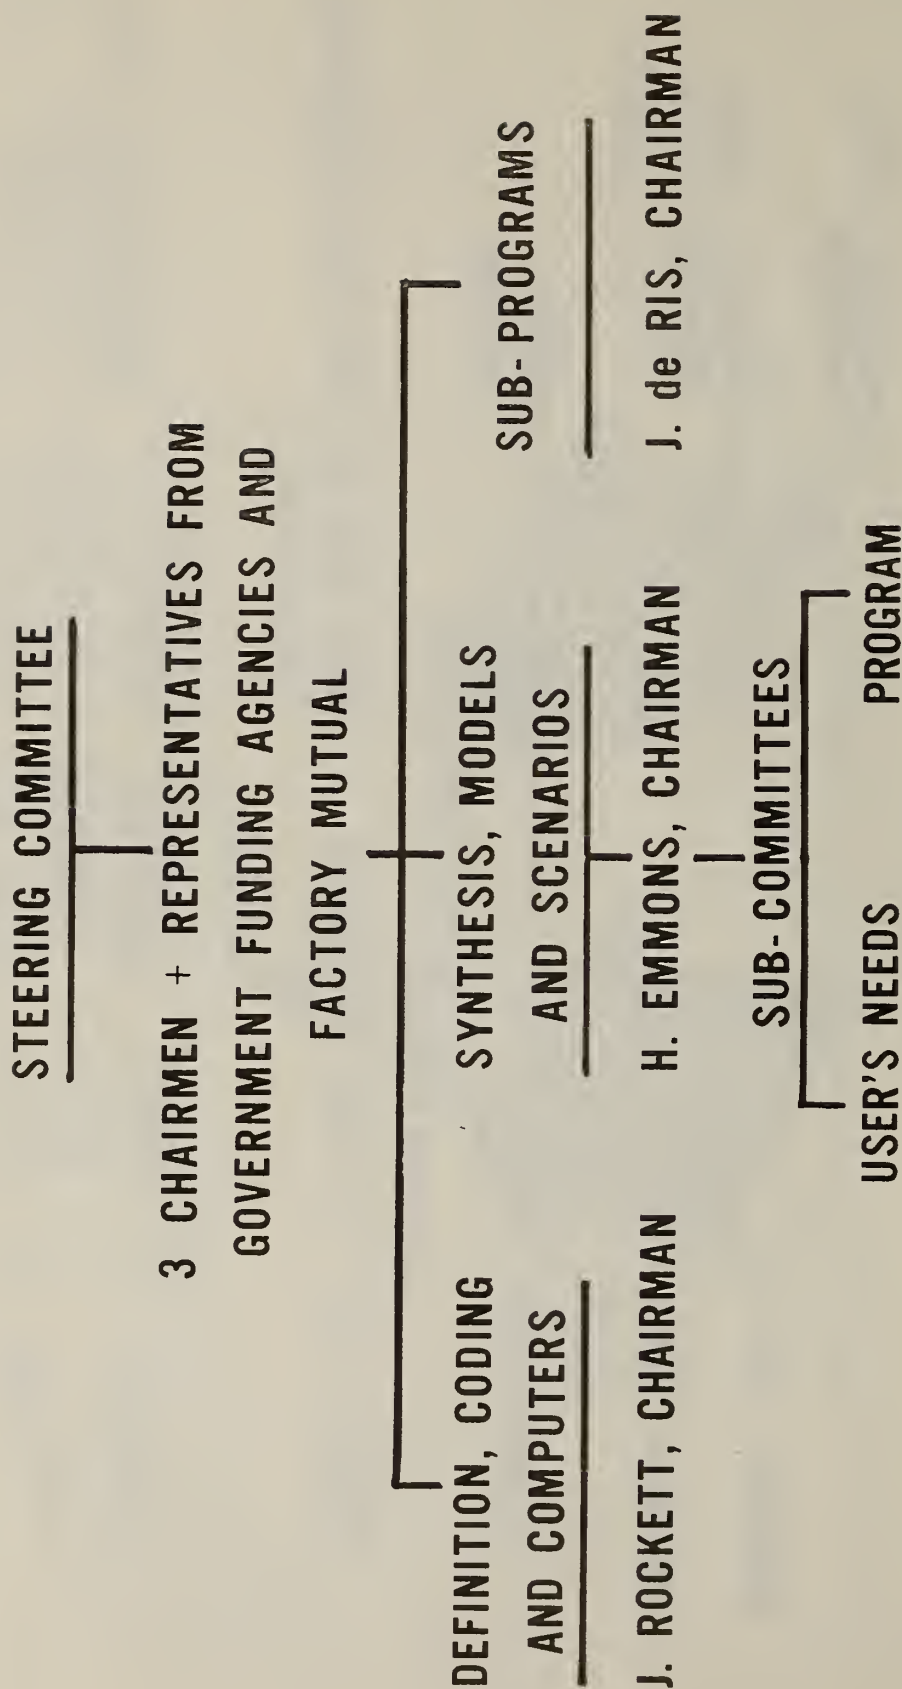 STEERING COMMITTEE
3 CHAIRMEN + REPRESENTATIVES FROM
GOVERNMENT FUNDING AGENCIES AND
FACTORY MUTUAL
DEFINITION, CODING
AND COMPUTERS
J. ROCKETT, CHAIRMAN
SYNTHESIS, MODELS
AND SCENARIOS
H. EMMONS, CHAIRMAN
SUB-COMMITTEES
USER'S NEEDS
PROGRAM
SUB-PROGRAMS
J. de RIS, CHAIRMAN